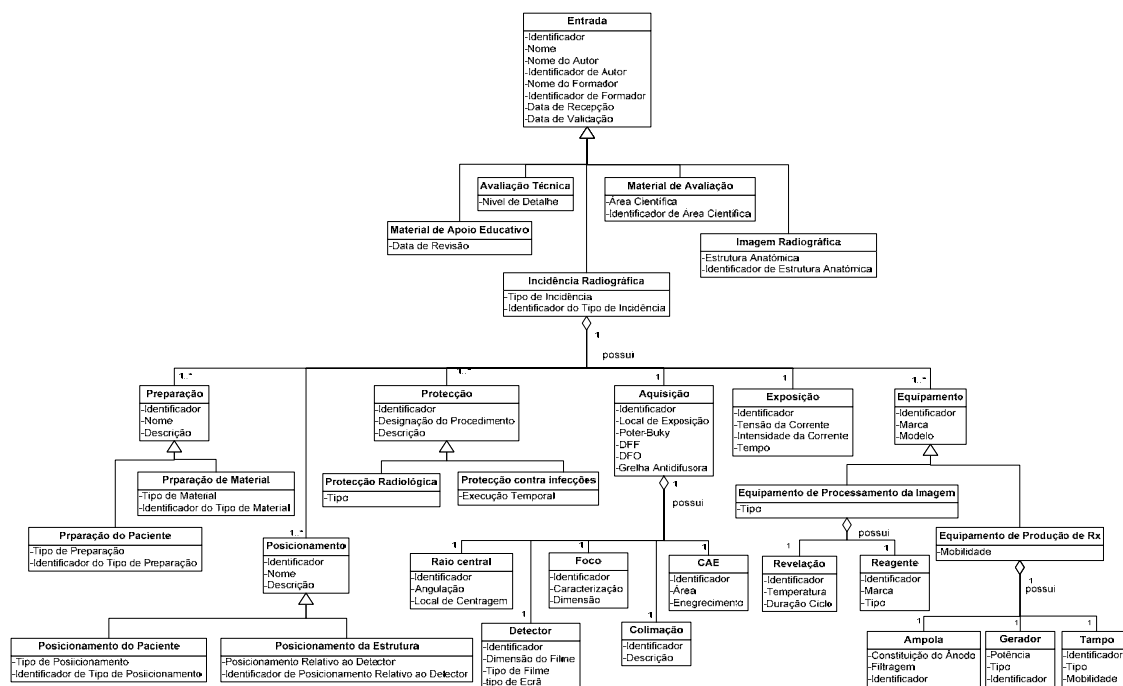 Entrada
-Identificador
-Nome
-Nome do Autor
-Identificador de Autor
-Nome do Formador
-Identificador de Formador
-Data de Recepção
-Data de Validação
Avaliação Técnica
-Nivel de Detalhe
Material de Avaliação
-Área Científica
-Identificador de Área Científica
Material de Apoio Educativo
-Data de Revisão
Imagem Radiográfica
-Estrutura Anatómica
-Identificador de Estrutura Anatómica
Incidência Radiográfica
-Tipo de Incidência
-Identificador do Tipo de Incidência
1
possui
1..*
1..*
1
1
1..*
Preparação
-Identificador
-Nome
-Descrição
Protecção
-Identificador
-Designação do Procedimento
-Descrição
Aquisição
-Identificador
-Local de Exposição
-Poter-Buky
-DFF
-DFO
-Grelha Antidifusora
Exposição
-Identificador
-Tensão da Corrente
-Intensidade da Corrente
-Tempo
Equipamento
-Identificador
-Marca
-Modelo
Prparação de Material
-Tipo de Material
-Identificador do Tipo de Material
Protecção Radiológica
-Tipo
Protecção contra infecções
-Execução Temporal
1
possui
Equipamento de Processamento da Imagem
-Tipo
Prparação do Paciente
-Tipo de Preparação
-Identificador do Tipo de Preparação
1..*
Posicionamento
-Identificador
-Nome
-Descrição
possui
Equipamento de Produção de Rx
-Mobilidade
1
1
1
1
1
Raio central
-Identificador
-Angulação
-Local de Centragem
Foco
-Identificador
-Caracterização
-Dimensão
CAE
-Identificador
-Área
-Enegrecimento
Revelação
-Identificador
-Temperatura
-Duração Ciclo
Reagente
-Identificador
-Marca
-Tipo
1
possui
1
1
1
1
1
Posicionamento do Paciente
-Tipo de Posiicionamento
-Identificador de Tipo de Posiicionamento
Posicionamento da Estrutura
-Posicionamento Relativo ao Detector
-Identificador de Posicionamento Relativo ao Detector
Detector
-Identificador
-Dimensão do Filme
-Tipo de Filme
-tipo de Ecrã
Colimação
-Identificador
-Descrição
Ampola
-Constituição do Ânodo
-Filtragem
-Identificador
Gerador
-Potência
-Tipo
-Identificador
Tampo
-Identificador
-Tipo
-Mobilidade